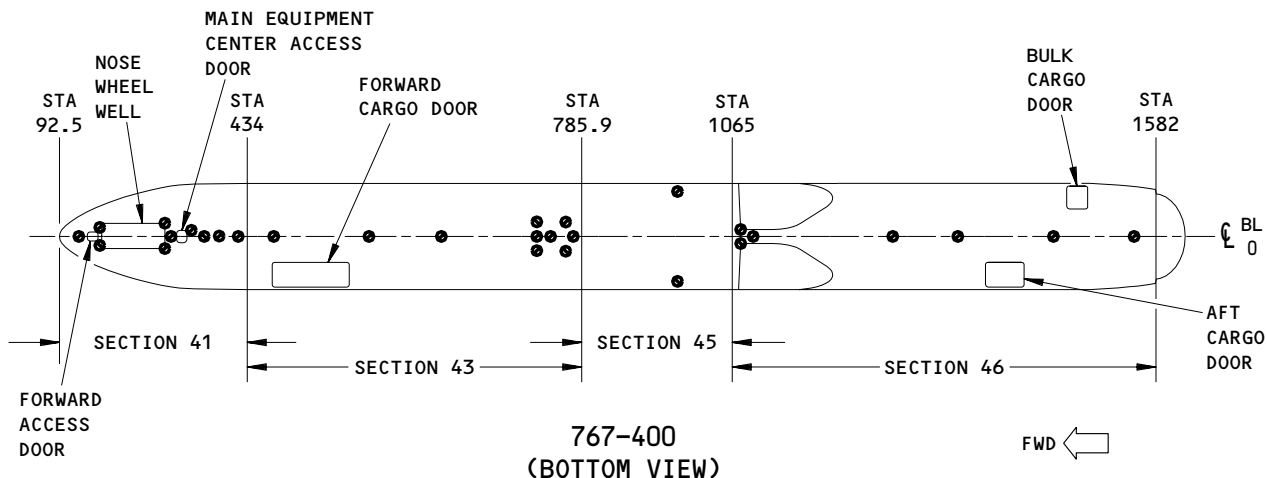 MAIN EQUIPMENT
CENTER ACCESS
DOOR
NOSE
WHEEL
WELL
FORWARD
CARGO DOOR
BULK
CARGO
DOOR
STA
92.5
STA
434
STA
785.9
STA
1065
STA
1582
℄ BL
0
SECTION 41
SECTION 43
SECTION 45
SECTION 46
AFT
CARGO
DOOR
FORWARD
ACCESS
DOOR
767-400
(BOTTOM VIEW)
FWD